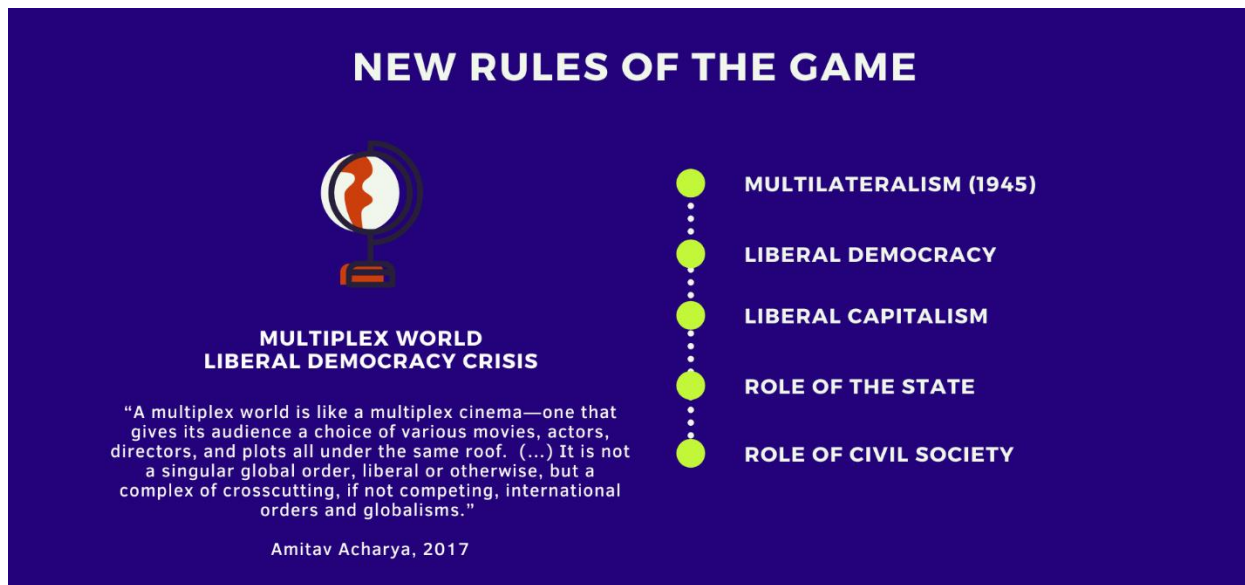 NEW RULES OF THE GAME
MULTIPLEX WORLD
LIBERAL DEMOCRACY CRISIS
“A multiplex world is like a multiplex cinema—one that
gives its audience a choice of various movies, actors,
directors, and plots all under the same roof. (...) It is not
a singular global order, liberal or otherwise, but a
complex of crosscutting, if not competing, international
orders and globalisms.”
Amitav Acharya, 2017
MULTILATERALISM (1945)
LIBERAL DEMOCRACY
LIBERAL CAPITALISM
ROLE OF THE STATE
ROLE OF CIVIL SOCIETY